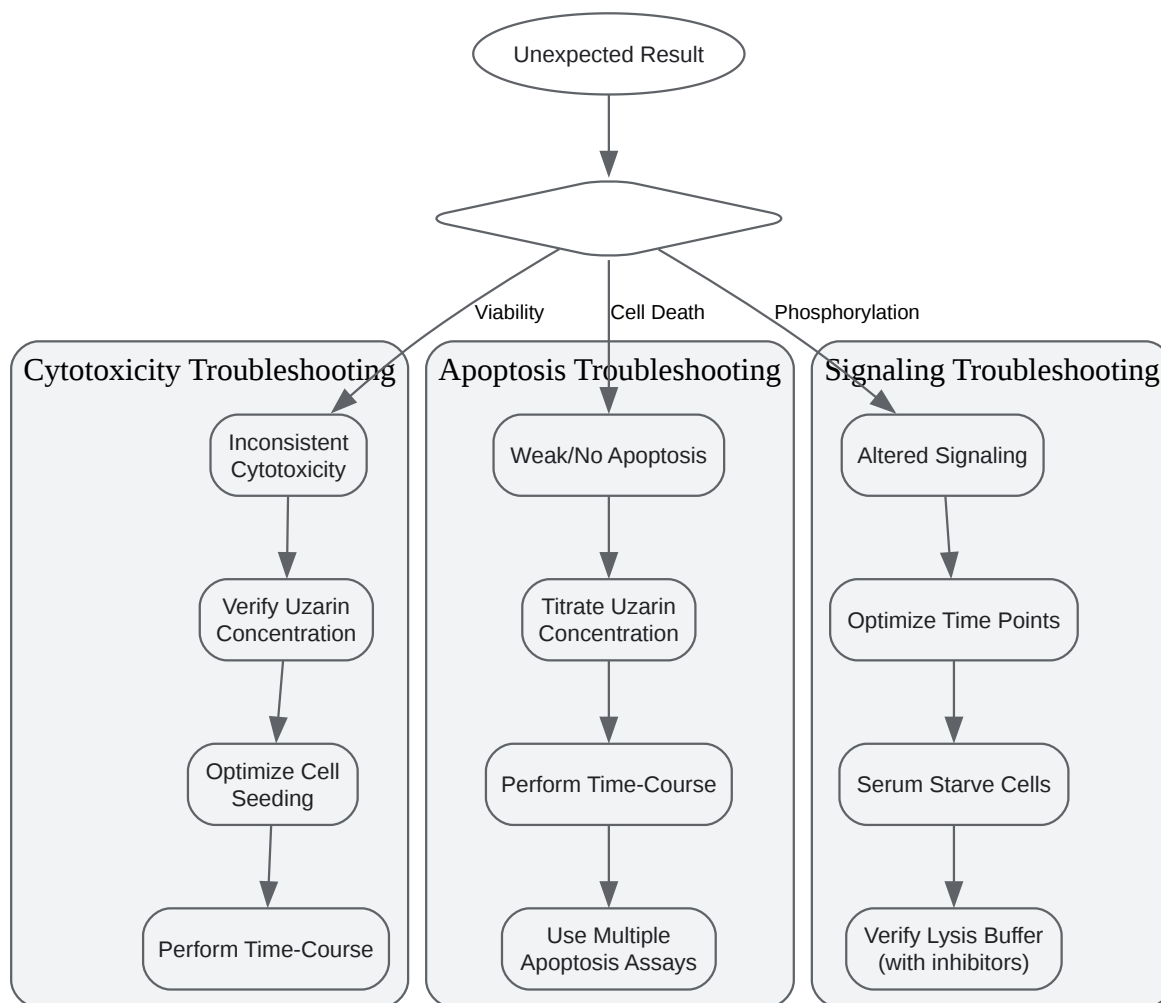 Unexpected Result
Viability
Cell Death
Phosphorylation
Cytotoxicity Troubleshooting
Apoptosis Troubleshooting
Signaling Troubleshooting
Inconsistent
Cytotoxicity
Weak/No Apoptosis
Altered Signaling
Verify Uzarin
Concentration
Titrate Uzarin
Concentration
Optimize Time Points
Optimize Cell
Seeding
Perform Time-Course
Serum Starve Cells
Perform Time-Course
Use Multiple
Apoptosis Assays
Verify Lysis Buffer
(with inhibitors)